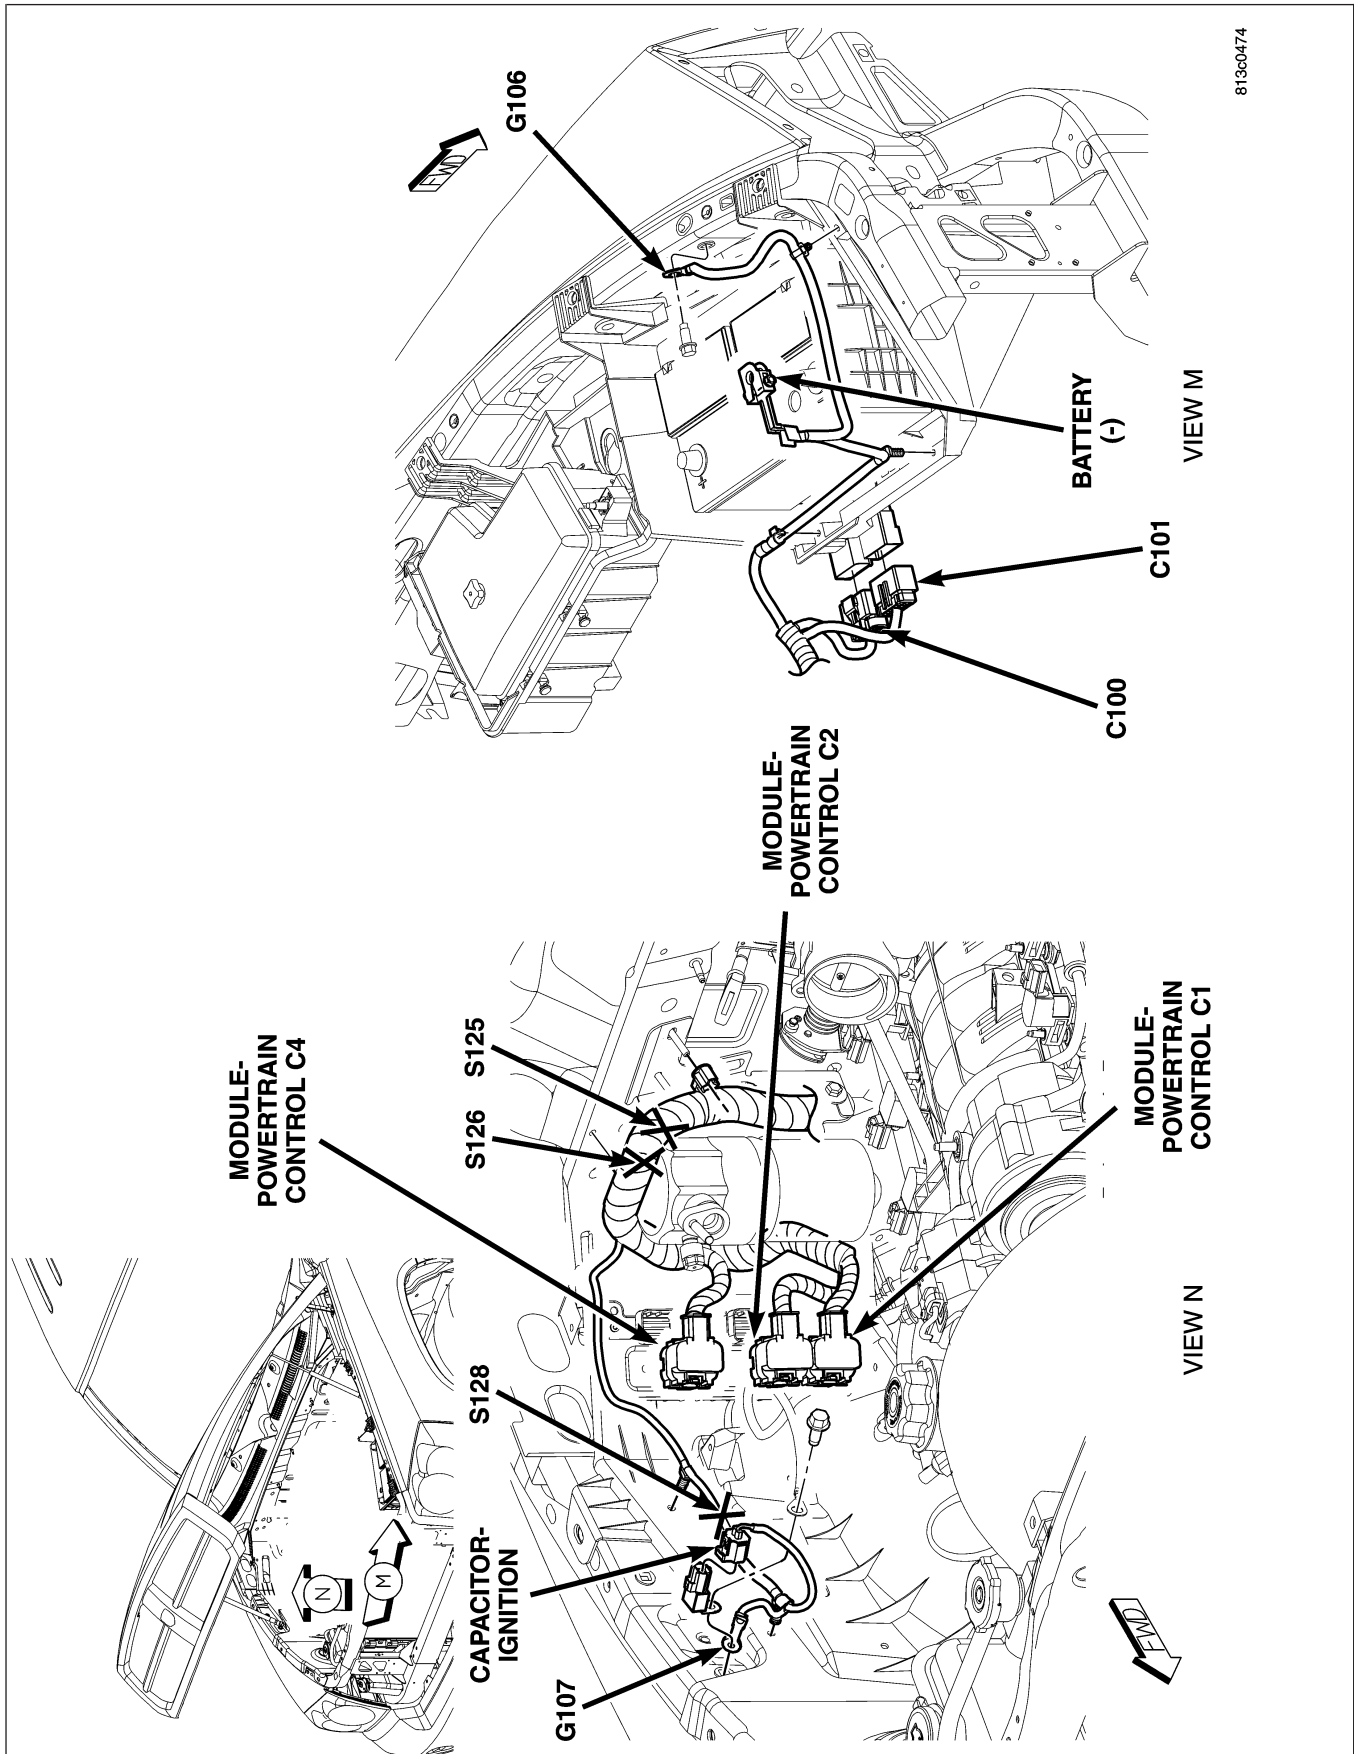 MODULE-
POWERTRAIN
CONTROL C4
S126
S125
S128
CAPACITOR-
IGNITION
G107
N
M
FWD
MODULE-
POWERTRAIN
CONTROL C2
MODULE-
POWERTRAIN
CONTROL C1
VIEW N
FWD
G106
BATTERY
(-)
C101
C100
+
VIEW M
813c0474